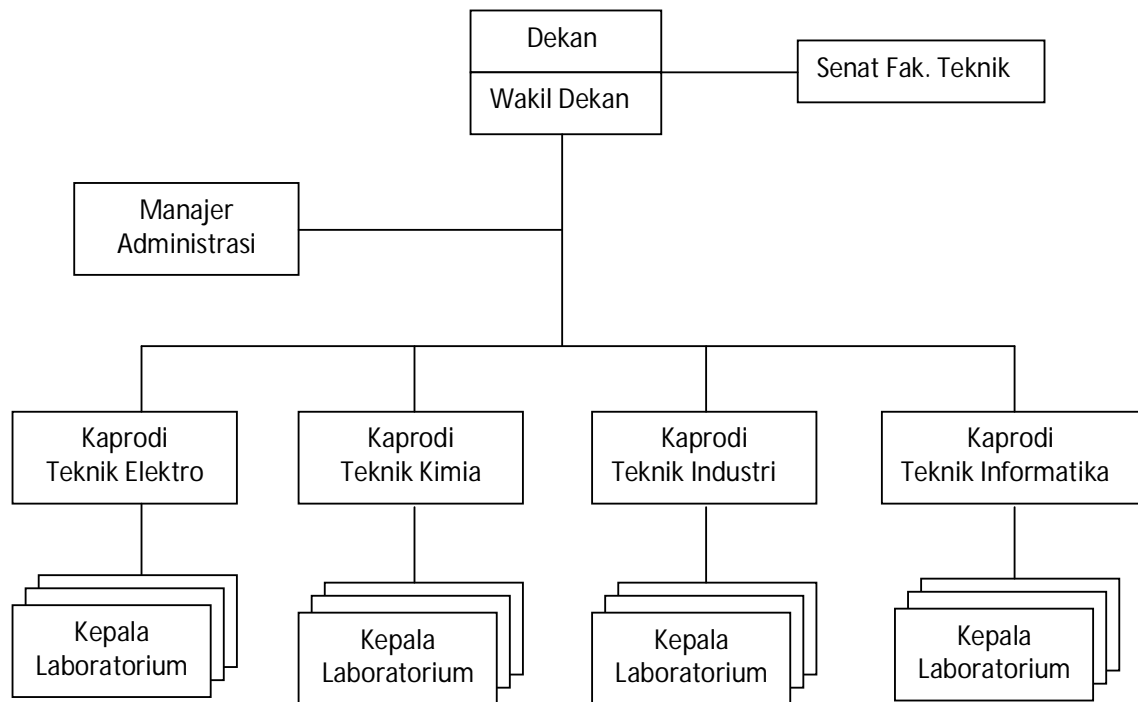 Dekan
Senat Fak. Teknik
Wakil Dekan
Manajer
Administrasi
Kaprodi
Teknik Elektro
Kaprodi
Teknik Kimia
Kaprodi
Teknik Industri
Kaprodi
Teknik Informatika
Kepala
Laboratorium
Kepala
Laboratorium
Kepala
Laboratorium
Kepala
Laboratorium